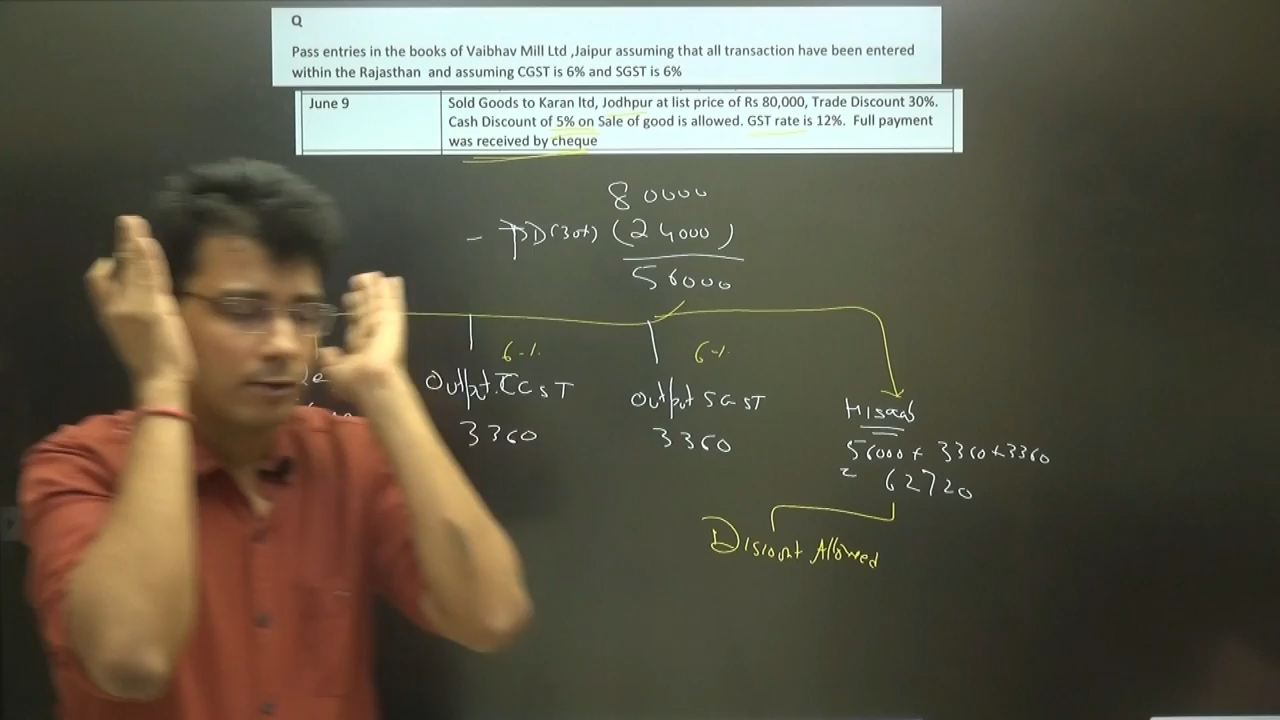 Q
Pass entries in the books of Vaibhav Mill Ltd ,Jaipur assuming that all transaction have been entered
within the Rajasthan and assuming CGST is 6% and SGST is 6%
June 9
Sold Goods to Karan ltd, Jodhpur at list price of Rs 80,000, Trade Discount 30%.
Cash Discount of 5% on Sale of good is allowed. GST rate is 12%. Full payment
was received by cheque
80000
- TD(30%) (24000)
56000
6%
6%
Output CGST
3360
Output SGST
3360
Hisaab
56000+ 3360+3360
= 62720
Discount Allowed